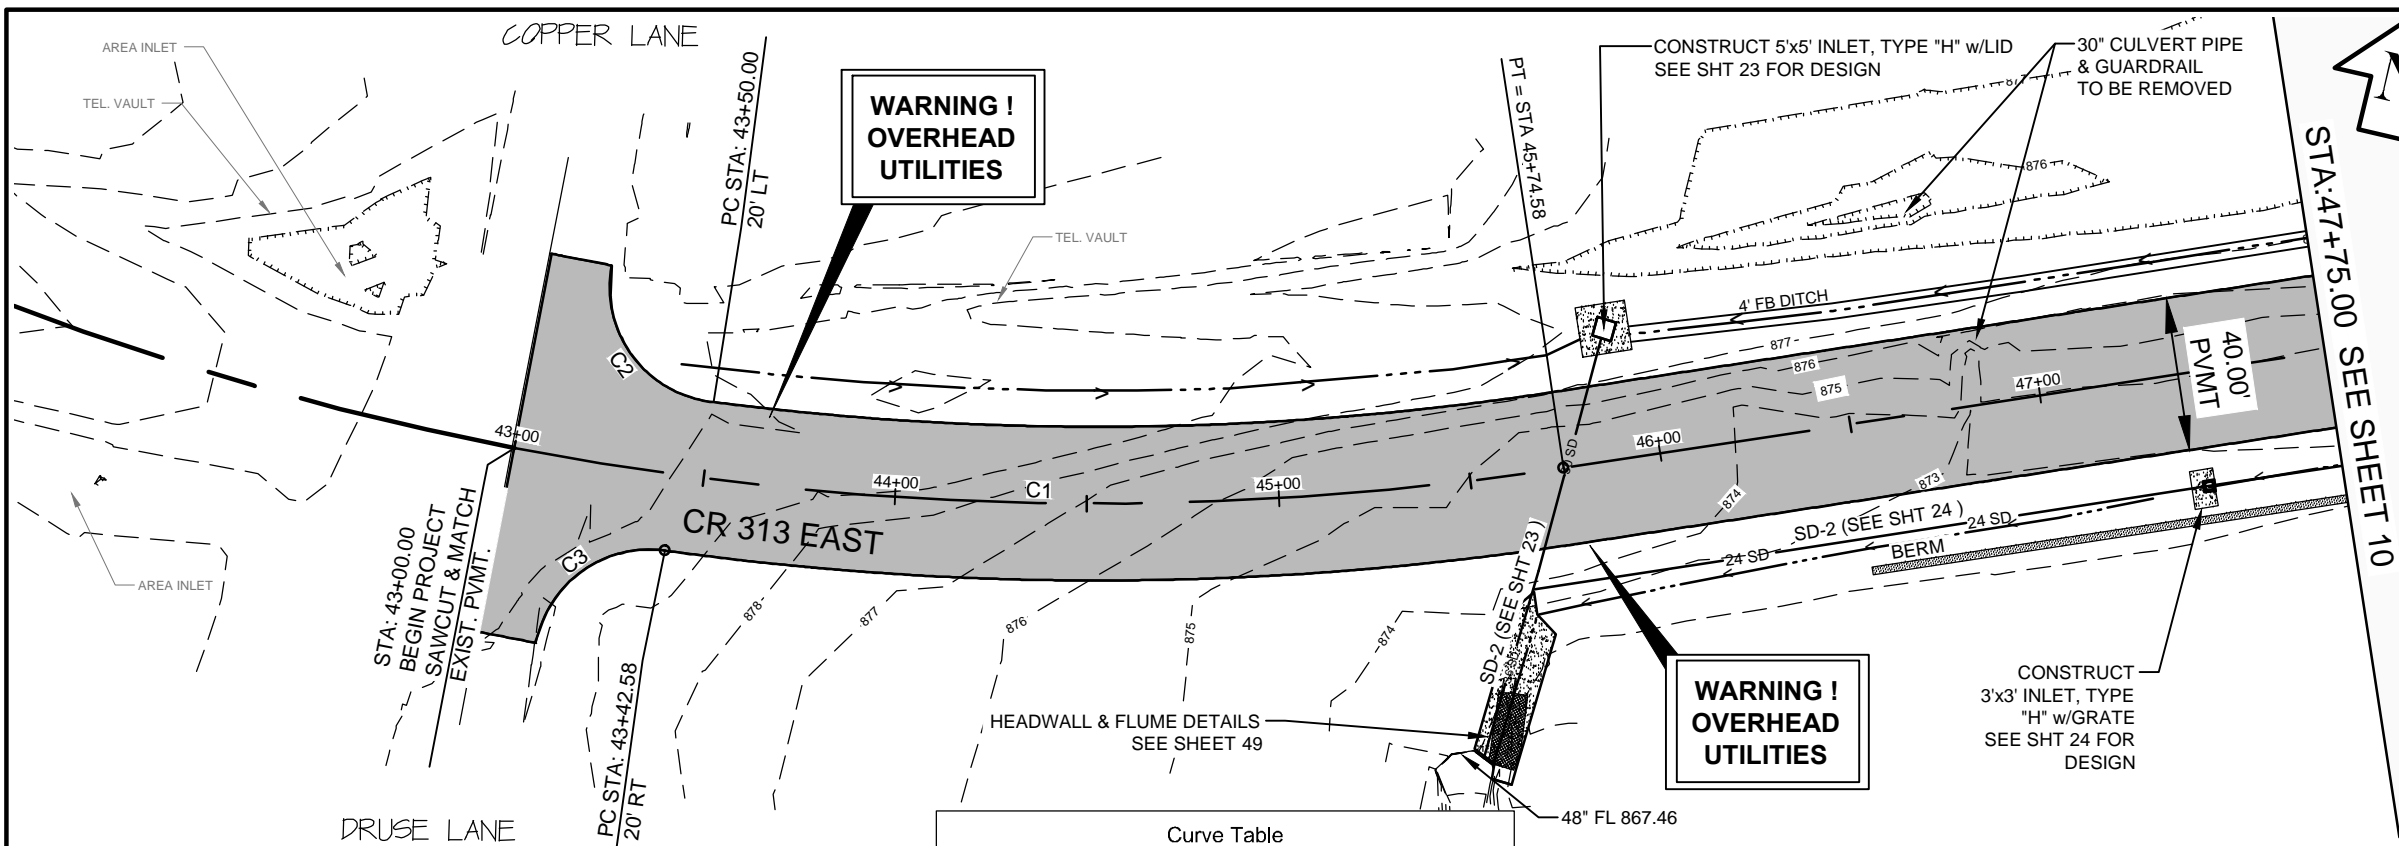 COPPER LANE
AREA INLET
TEL. VAULT
PC STA: 43+50.00
20' LT
WARNING !
OVERHEAD
UTILITIES
PT = STA 45+74.58
CONSTRUCT 5'x5' INLET, TYPE "H" w/LID
SEE SHT 23 FOR DESIGN
30" CULVERT PIPE
& GUARDRAIL
TO BE REMOVED
876
STA:47+75.00 SEE SHEET 10
TEL. VAULT
4' FB DITCH
877
876
875
47+00
40.00'
PVMT
C2
43+00
44+00
C1
45+00
46+00
CR 313 EAST
C3
AREA INLET
STA: 43+00.00
BEGIN PROJECT
SAWCUT & MATCH
EXIST. PVMT.
PC STA: 43+42.58
20' RT
878
877
876
875
874
874
873
SD-2 (SEE SHT 23 )
SD-2 (SEE SHT 24 )
24 SD
24 SD
BERM
HEADWALL & FLUME DETAILS
SEE SHEET 49
WARNING !
OVERHEAD
UTILITIES
CONSTRUCT
3'x3' INLET, TYPE
"H" w/GRATE
SEE SHT 24 FOR
DESIGN
48" FL 867.46
DRUSE LANE
Curve Table